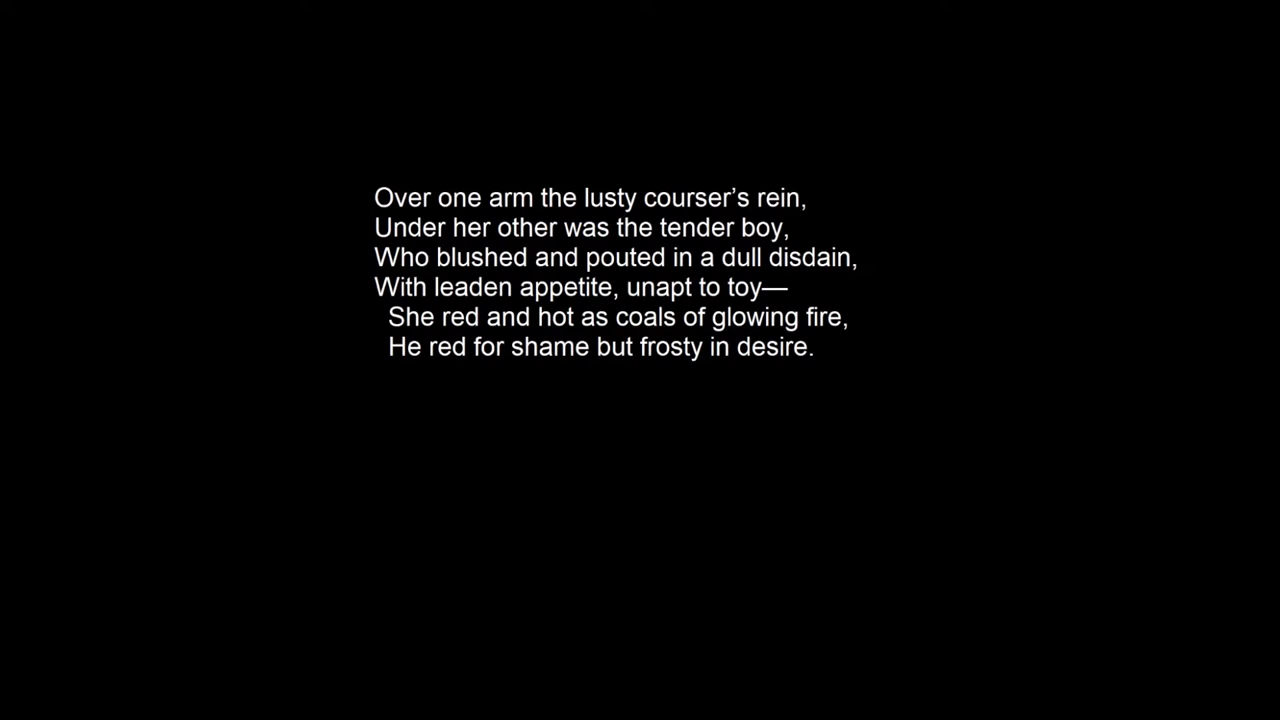 Over one arm the lusty courser’s rein,
Under her other was the tender boy,
Who blushed and pouted in a dull disdain,
With leaden appetite, unapt to toy—
She red and hot as coals of glowing fire,
He red for shame but frosty in desire.